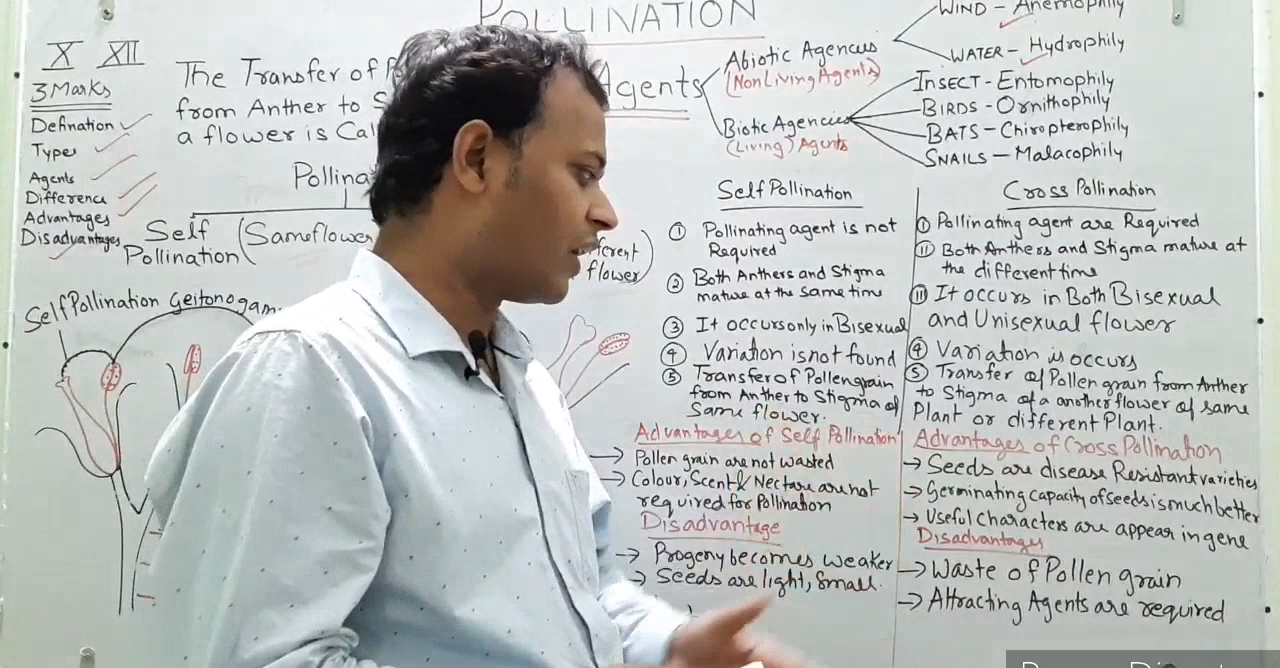 POLLINATION
X XII
3 Marks
Defination
Types
Agents
Difference
Advantages
Disadvantages
The Transfer of
from Anther to
a flower is
Self
Pollination
(Sameflower
flower)
Self Pollination Geitonogam
Agents
Abiotic Agencies
(Non Living Agents)
Biotic Agencies
(Living) Agents
WIND - Anemophily
WATER - Hydrophily
INSECT - Entomophily
BIRDS - Ornithophily
BATS - Chiropterophily
SNAILS - Malacophily
Self Pollination
① Pollinating agent is not
Required
② Both Anthers and Stigma
mature at the same time
③ It occurs only in Bisexual
④ Variation is not found
⑤ Transfer of Pollen grain
from Anther to Stigma of
Same flower.
Advantages of Self Pollination
→ Pollen grain are not wasted
→ Colour, Scent & Nectare are not
required for Pollination
Disadvantage
→ Progeny becomes weaker
→ Seeds are light, Small.
Cross Pollination
① Pollinating agent are Required
② Both Anthers and Stigma mature at
the different time
③ It occurs in Both Bisexual
and Unisexual flower
④ Variation is occurs
⑤ Transfer of Pollen grain from Anther
to Stigma of a another flower of same
Plant or different Plant.
Advantages of Cross Pollination
→ Seeds are disease Resistant varieties
→ Germinating capacity of seeds is much better
→ Useful characters are appear in gene
Disadvantages
→ Waste of Pollen grain
→ Attracting Agents are required